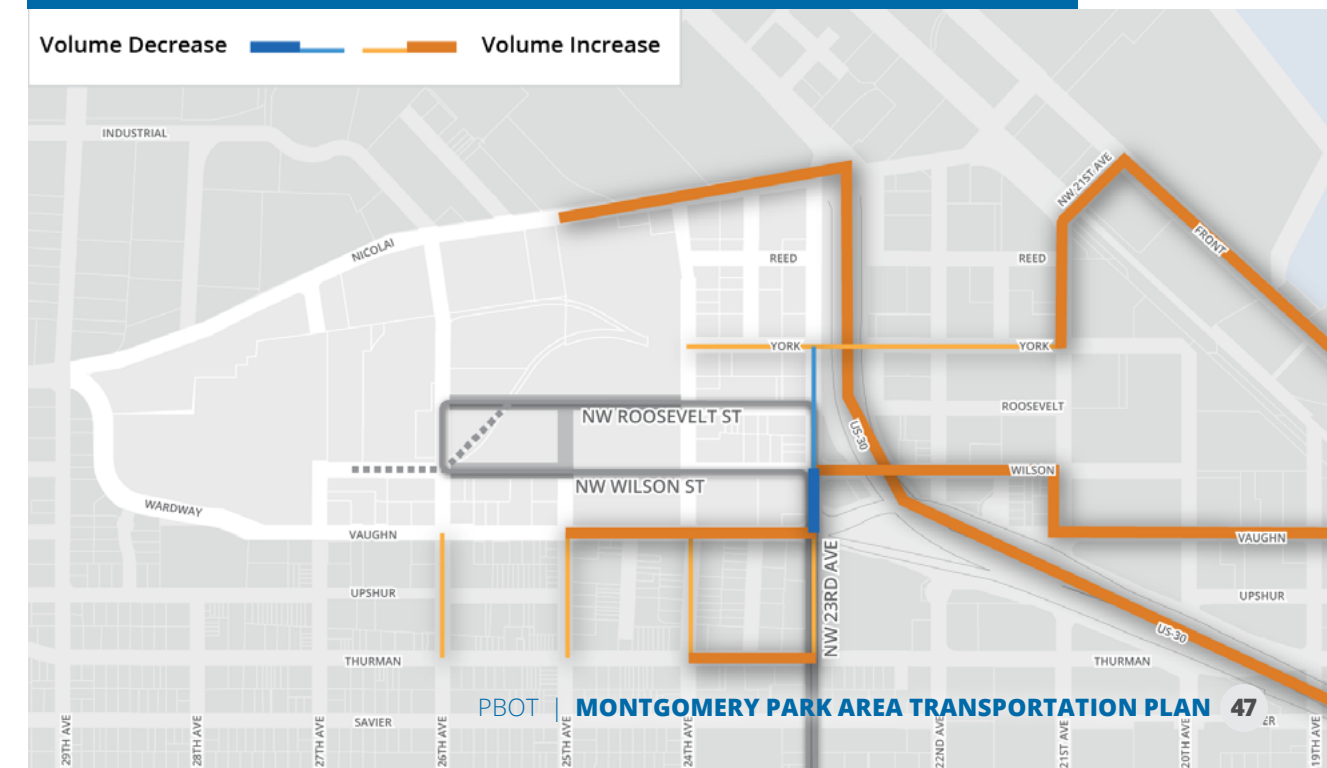 Volume Decrease
Volume Increase
INDUSTRIAL
NW 21ST AVE
NICOLAI
FRONT
REED
REED
YORK
YORK
NW ROOSEVELT ST
ROOSEVELT
US-30
WILSON
NW WILSON ST
WARDWAY
VAUGHN
VAUGHN
NW 23RD AVE
UPSHUR
UPSHUR
US-30
THURMAN
THURMAN
PBOT | MONTGOMERY PARK AREA TRANSPORTATION PLAN 47
SAVIER
ER
29TH AVE
28TH AVE
27TH AVE
26TH AVE
25TH AVE
24TH AVE
22ND AVE
21ST AVE
20TH AVE
19TH AVE